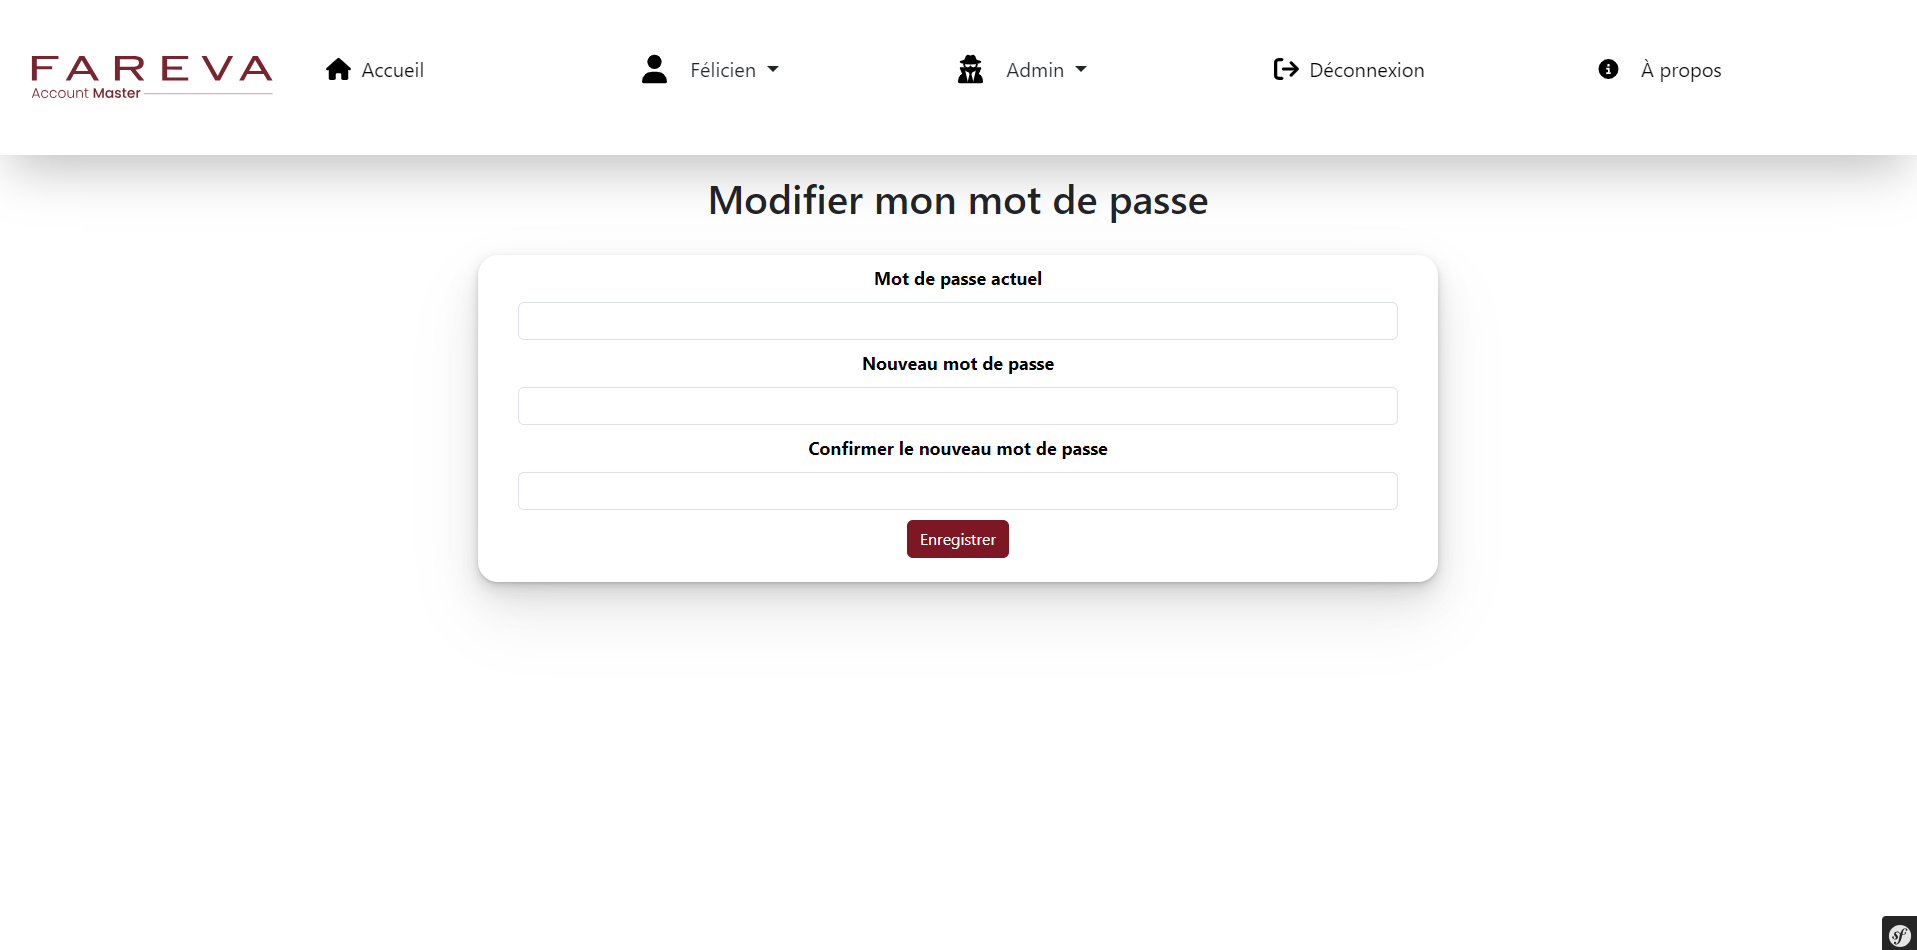 FAREVA
Account Master
Accueil
Félicien
Admin
Déconnexion
À propos
Modifier mon mot de passe
Mot de passe actuel
Nouveau mot de passe
Confirmer le nouveau mot de passe
Enregistrer
sf